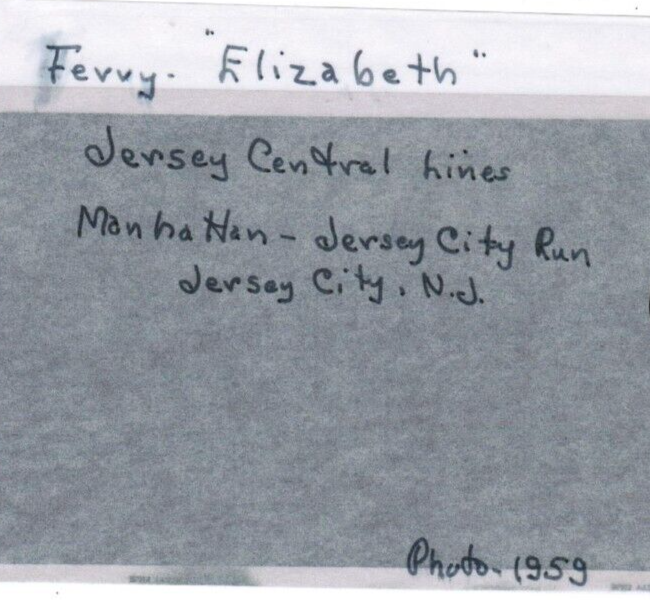 Ferry. "Elizabeth"
Jersey Central Lines
Manhattan - Jersey City Run
Jersey City, N.J.
Photo - 1959